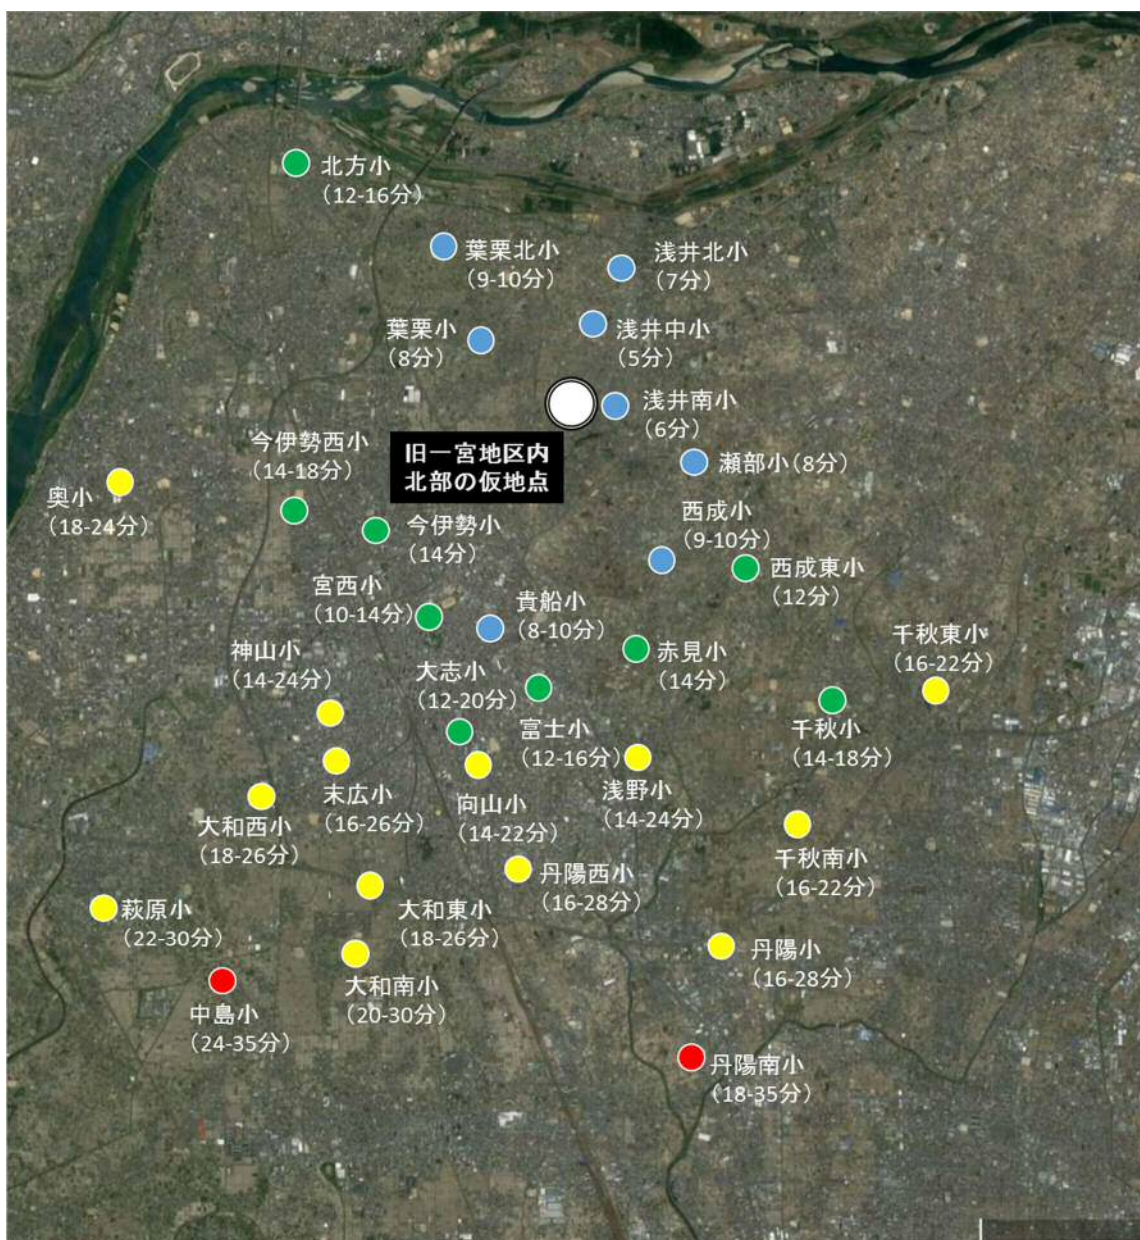 北方小
（12-16分）
葉栗北小
（9-10分）
浅井北小
（7分）
葉栗小
（8分）
浅井中小
（5分）
浅井南小
（6分）
旧一宮地区内
北部の仮地点
今伊勢西小
（14-18分）
瀬部小（8分）
奥小
（18-24分）
今伊勢小
（14分）
西成小
（9-10分）
西成東小
（12分）
宮西小
（10-14分）
貴船小
（8-10分）
千秋東小
（16-22分）
神山小
（14-24分）
大志小
（12-20分）
赤見小
（14分）
富士小
（12-16分）
千秋小
（14-18分）
末広小
（16-26分）
向山小
（14-22分）
浅野小
（14-24分）
大和西小
（18-26分）
千秋南小
（16-22分）
丹陽西小
（16-28分）
萩原小
（22-30分）
大和東小
（18-26分）
丹陽小
（16-28分）
大和南小
（20-30分）
中島小
（24-35分）
丹陽南小
（18-35分）